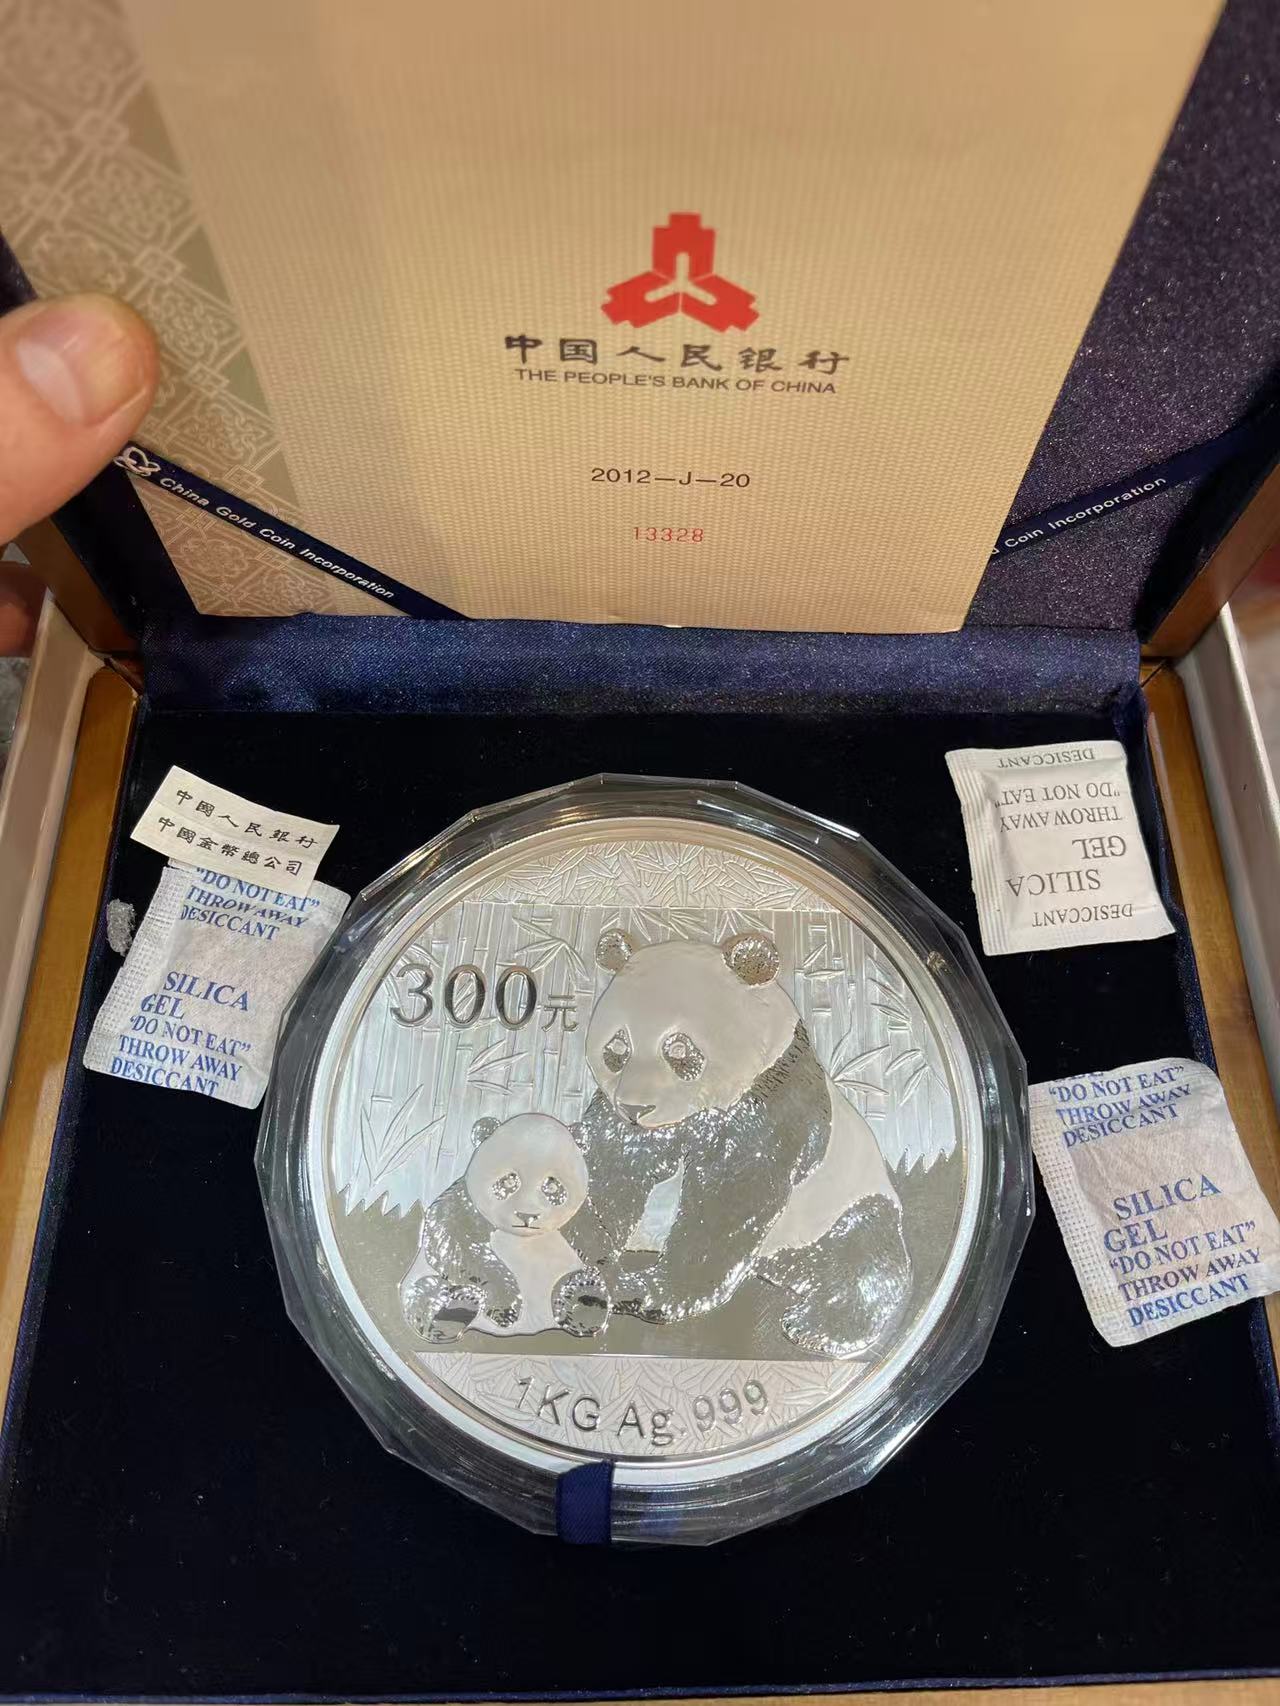 中国人民银行
THE PEOPLE'S BANK OF CHINA
2012—J—20
13328
China Gold Coin Incorporation
Coin Incorporation
中國人民銀行
中國金幣總公司
"DO NOT EAT"
THROW AWAY
DESICCANT
SILICA
GEL
"DO NOT EAT"
THROW AWAY
DESICCANT
DESICCANT
SILICA
GEL
THROW AWAY
"DO NOT EAT"
DESICCANT
300元
1KG Ag.999
"DO NOT EAT"
THROW AWAY
DESICCANT
SILICA
GEL
"DO NOT EAT"
THROW AWAY
DESICCANT